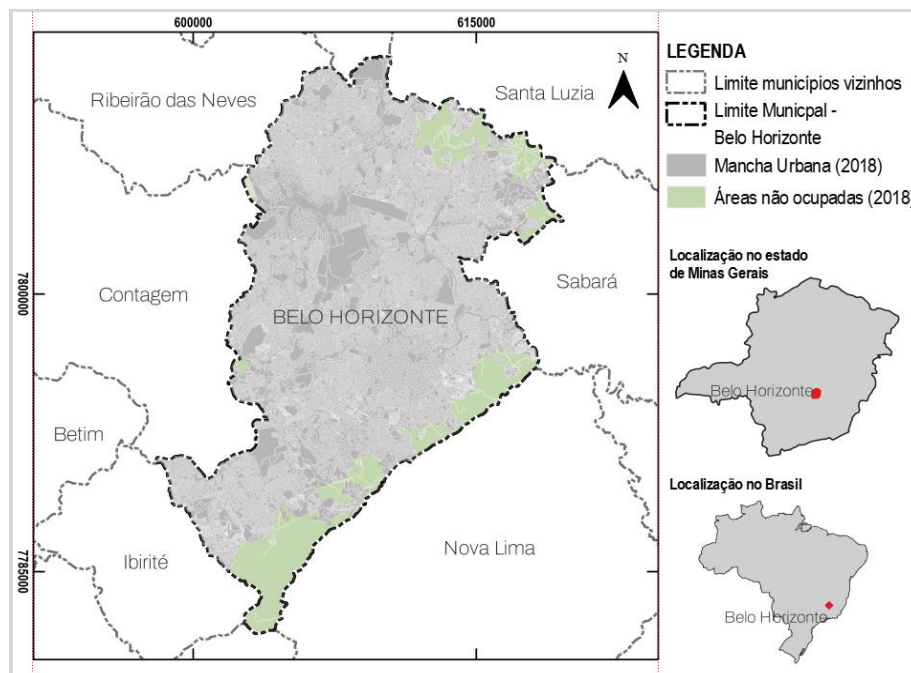 600000
615000
N
LEGENDA
Limite municípios vizinhos
Limite Municpal -
Belo Horizonte
Mancha Urbana (2018)
Áreas não ocupadas (2018)
Ribeirão das Neves
Santa Luzia
7800000
Contagem
Sabará
BELO HORIZONTE
Betim
Ibirité
Nova Lima
7785000
Localização no estado
de Minas Gerais
Belo Horizonte
Localização no Brasil
Belo Horizonte